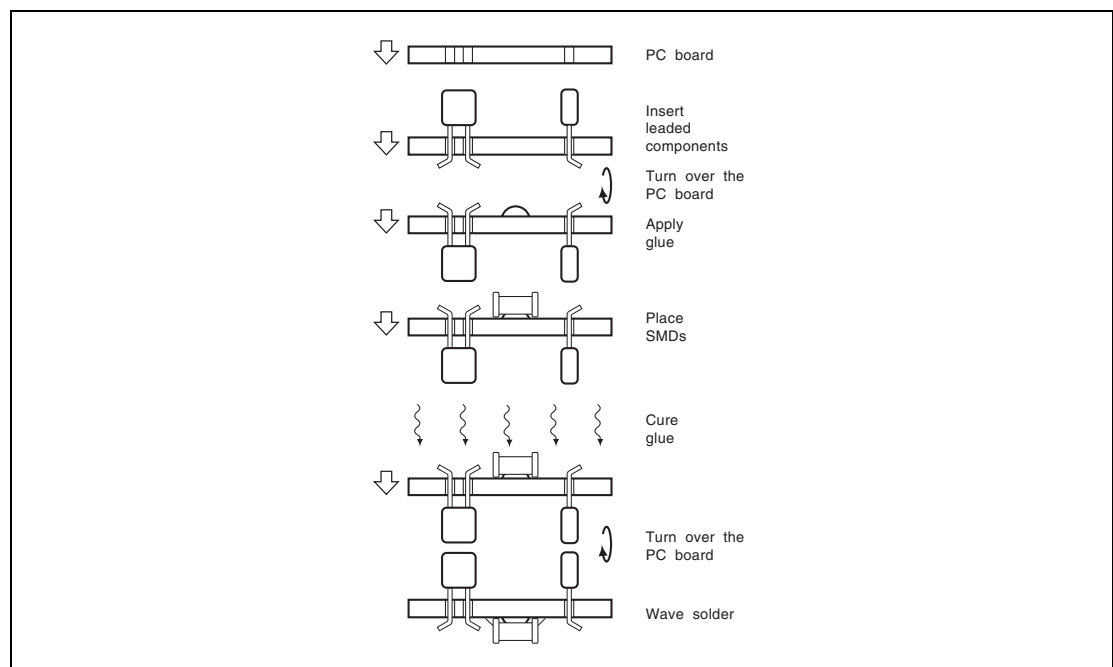 PC board
Insert
leaded
components
Turn over the
PC board
Apply
glue
Place
SMDs
Cure
glue
Turn over the
PC board
Wave solder